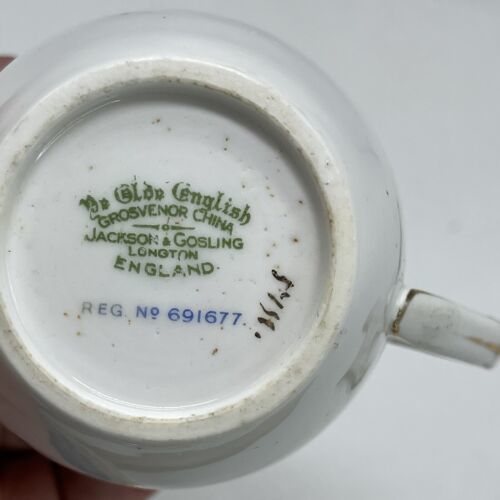 Ye Olde English
GROSVENOR CHINA
JACKSON & GOSLING
LONGTON
ENGLAND
REG. Nº 691677.